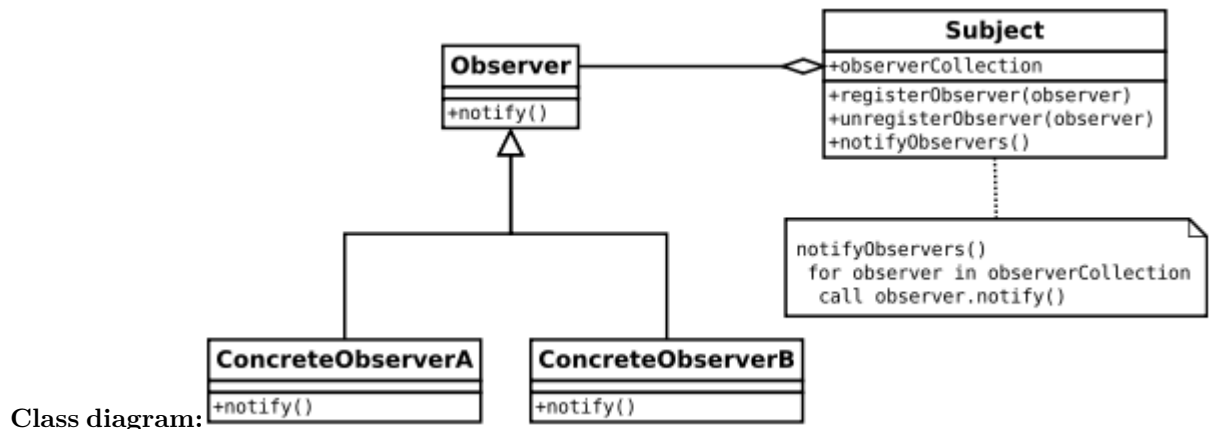 Subject
+observerCollection
+registerObserver(observer)
+unregisterObserver(observer)
+notifyObservers()
Observer
+notify()
notifyObservers()
for observer in observerCollection
call observer.notify()
ConcreteObserverA
+notify()
ConcreteObserverB
+notify()
Class diagram: